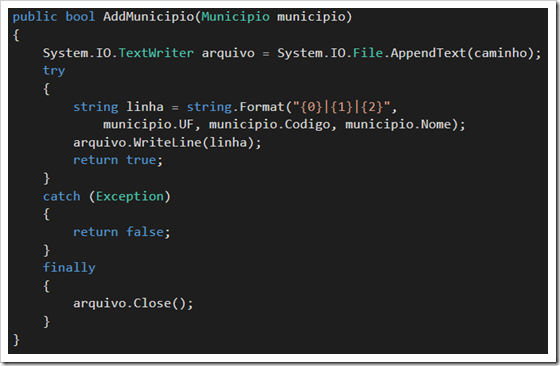 public bool AddMunicipio(Municipio municipio)
{
    System.IO.TextWriter arquivo = System.IO.File.AppendText(caminho);
    try
    {
        string linha = string.Format("{0}|{1}|{2}",
            municipio.UF, municipio.Codigo, municipio.Nome);
        arquivo.WriteLine(linha);
        return true;
    }
    catch (Exception)
    {
        return false;
    }
    finally
    {
        arquivo.Close();
    }
}